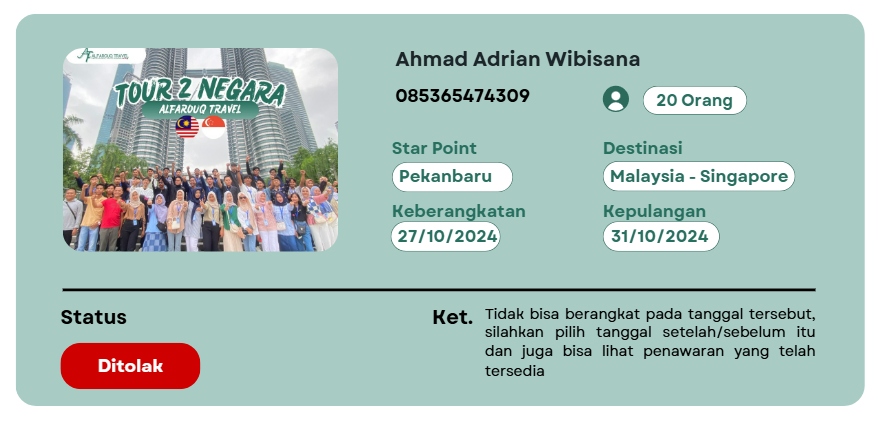 ALFAROUQ TRAVEL
TOUR 2 NEGARA
ALFAROUQ TRAVEL
Ahmad Adrian Wibisana
085365474309
20 Orang
Star Point
Destinasi
Pekanbaru
Malaysia - Singapore
Keberangkatan
Kepulangan
27/10/2024
31/10/2024
Status
Ditolak
Ket.
Tidak bisa berangkat pada tanggal tersebut,
silahkan pilih tanggal setelah/sebelum itu
dan juga bisa lihat penawaran yang telah
tersedia